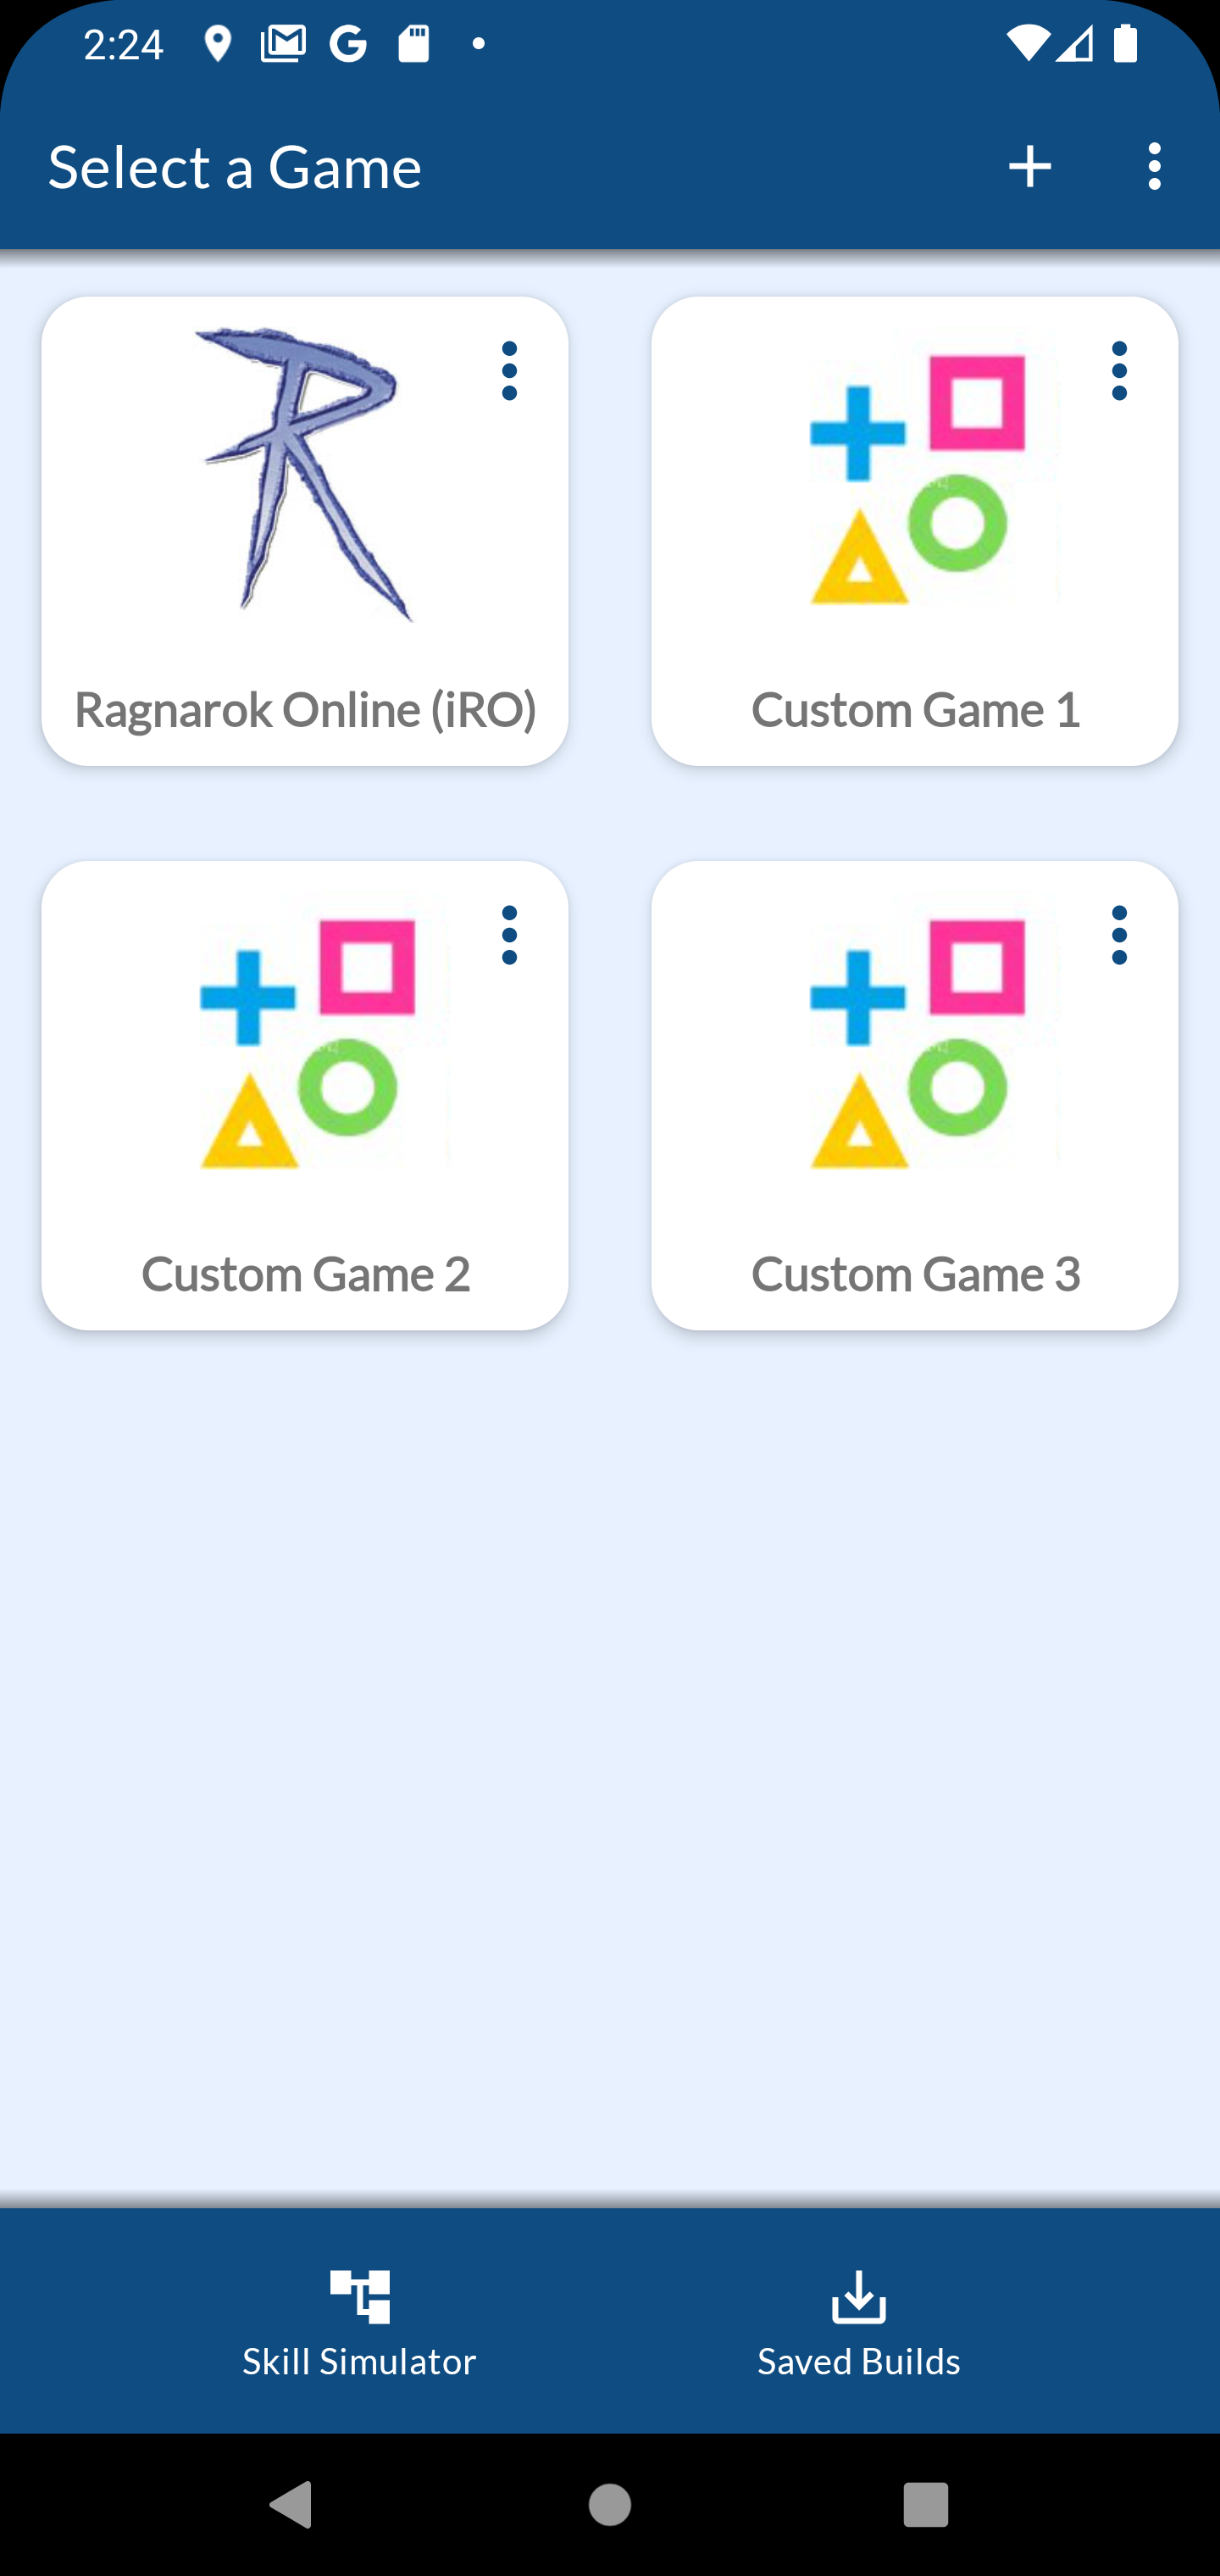 2:24
Select a Game
Ragnarok Online (iRO)
Custom Game 1
Custom Game 2
Custom Game 3
Skill Simulator
Saved Builds